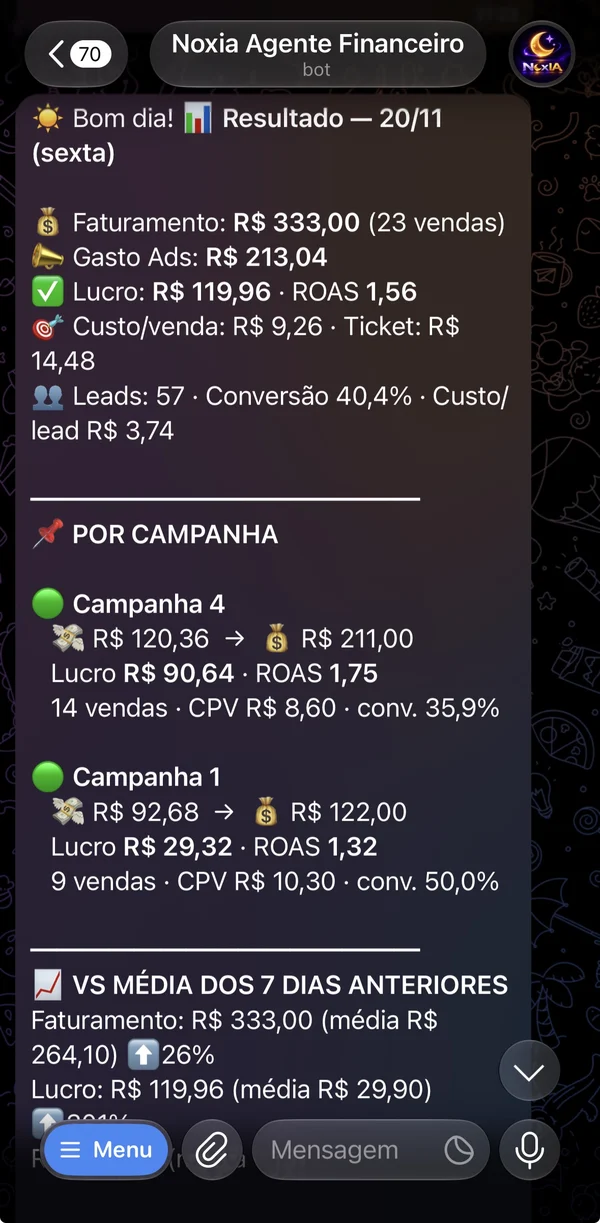 70
Noxia Agente Financeiro
bot
NoxIA
☀️ Bom dia! 📊 Resultado — 20/11
(sexta)
💰 Faturamento: R$ 333,00 (23 vendas)
📣 Gasto Ads: R$ 213,04
✅ Lucro: R$ 119,96 · ROAS 1,56
🎯 Custo/venda: R$ 9,26 · Ticket: R$
14,48
👥 Leads: 57 · Conversão 40,4% · Custo/
lead R$ 3,74
📌 POR CAMPANHA
🟢 Campanha 4
💸 R$ 120,36 → 💰 R$ 211,00
Lucro R$ 90,64 · ROAS 1,75
14 vendas · CPV R$ 8,60 · conv. 35,9%
🟢 Campanha 1
💸 R$ 92,68 → 💰 R$ 122,00
Lucro R$ 29,32 · ROAS 1,32
9 vendas · CPV R$ 10,30 · conv. 50,0%
📈 VS MÉDIA DOS 7 DIAS ANTERIORES
Faturamento: R$ 333,00 (média R$
264,10) ⬆️26%
Lucro: R$ 119,96 (média R$ 29,90)
Menu
Mensagem